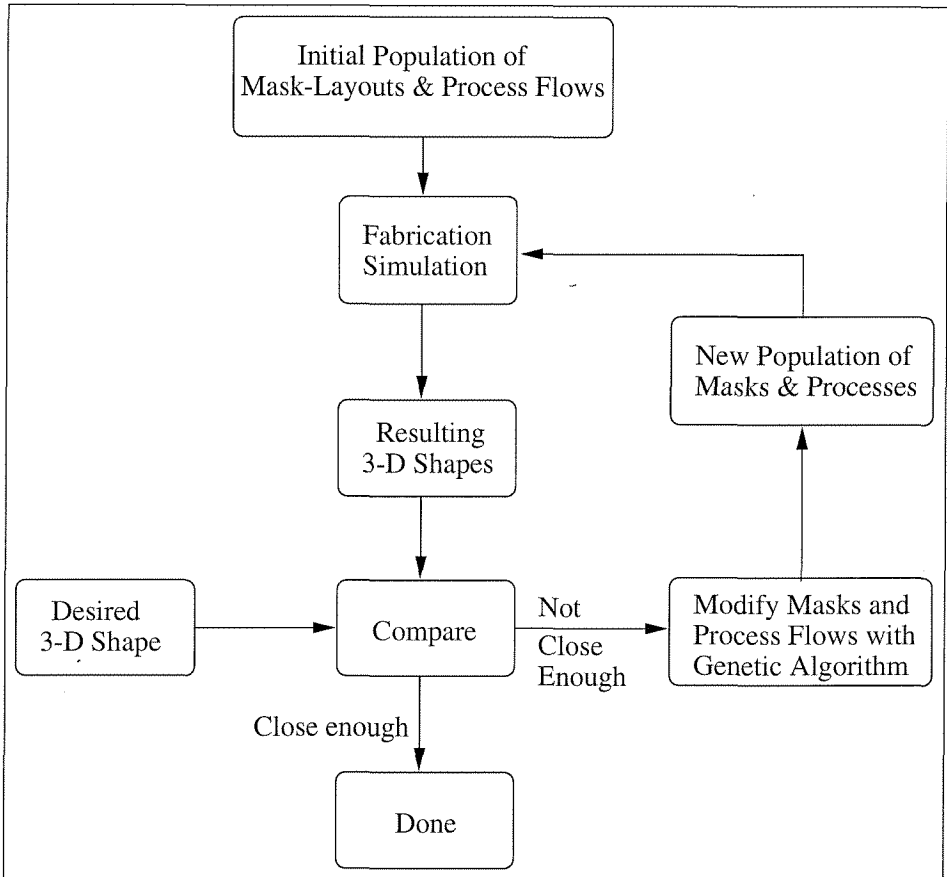 Initial Population of
Mask-Layouts & Process Flows
Fabrication
Simulation
New Population of
Masks & Processes
Resulting
3-D Shapes
Desired
3-D Shape
Compare
Not
Close
Enough
Modify Masks and
Process Flows with
Genetic Algorithm
Close enough
Done